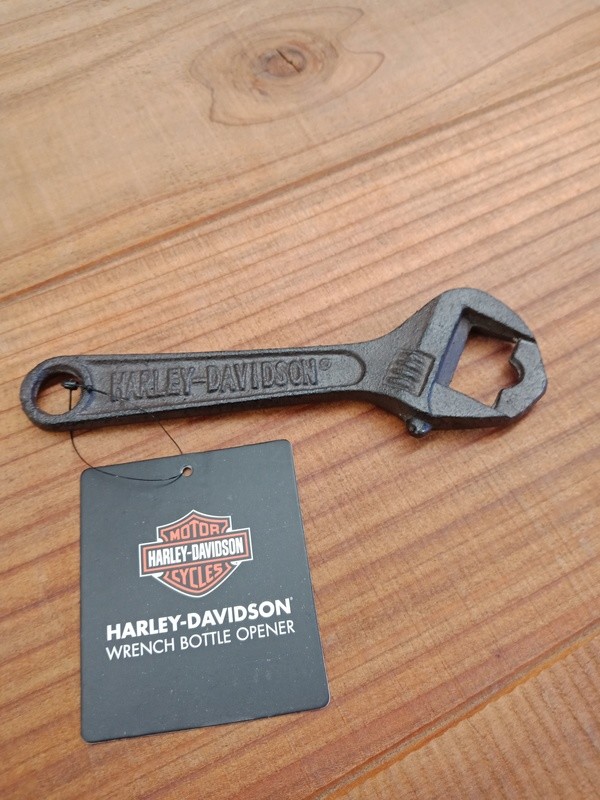 HARLEY-DAVIDSON®
MOTOR
HARLEY-DAVIDSON
CYCLES
HARLEY-DAVIDSON®
WRENCH BOTTLE OPENER